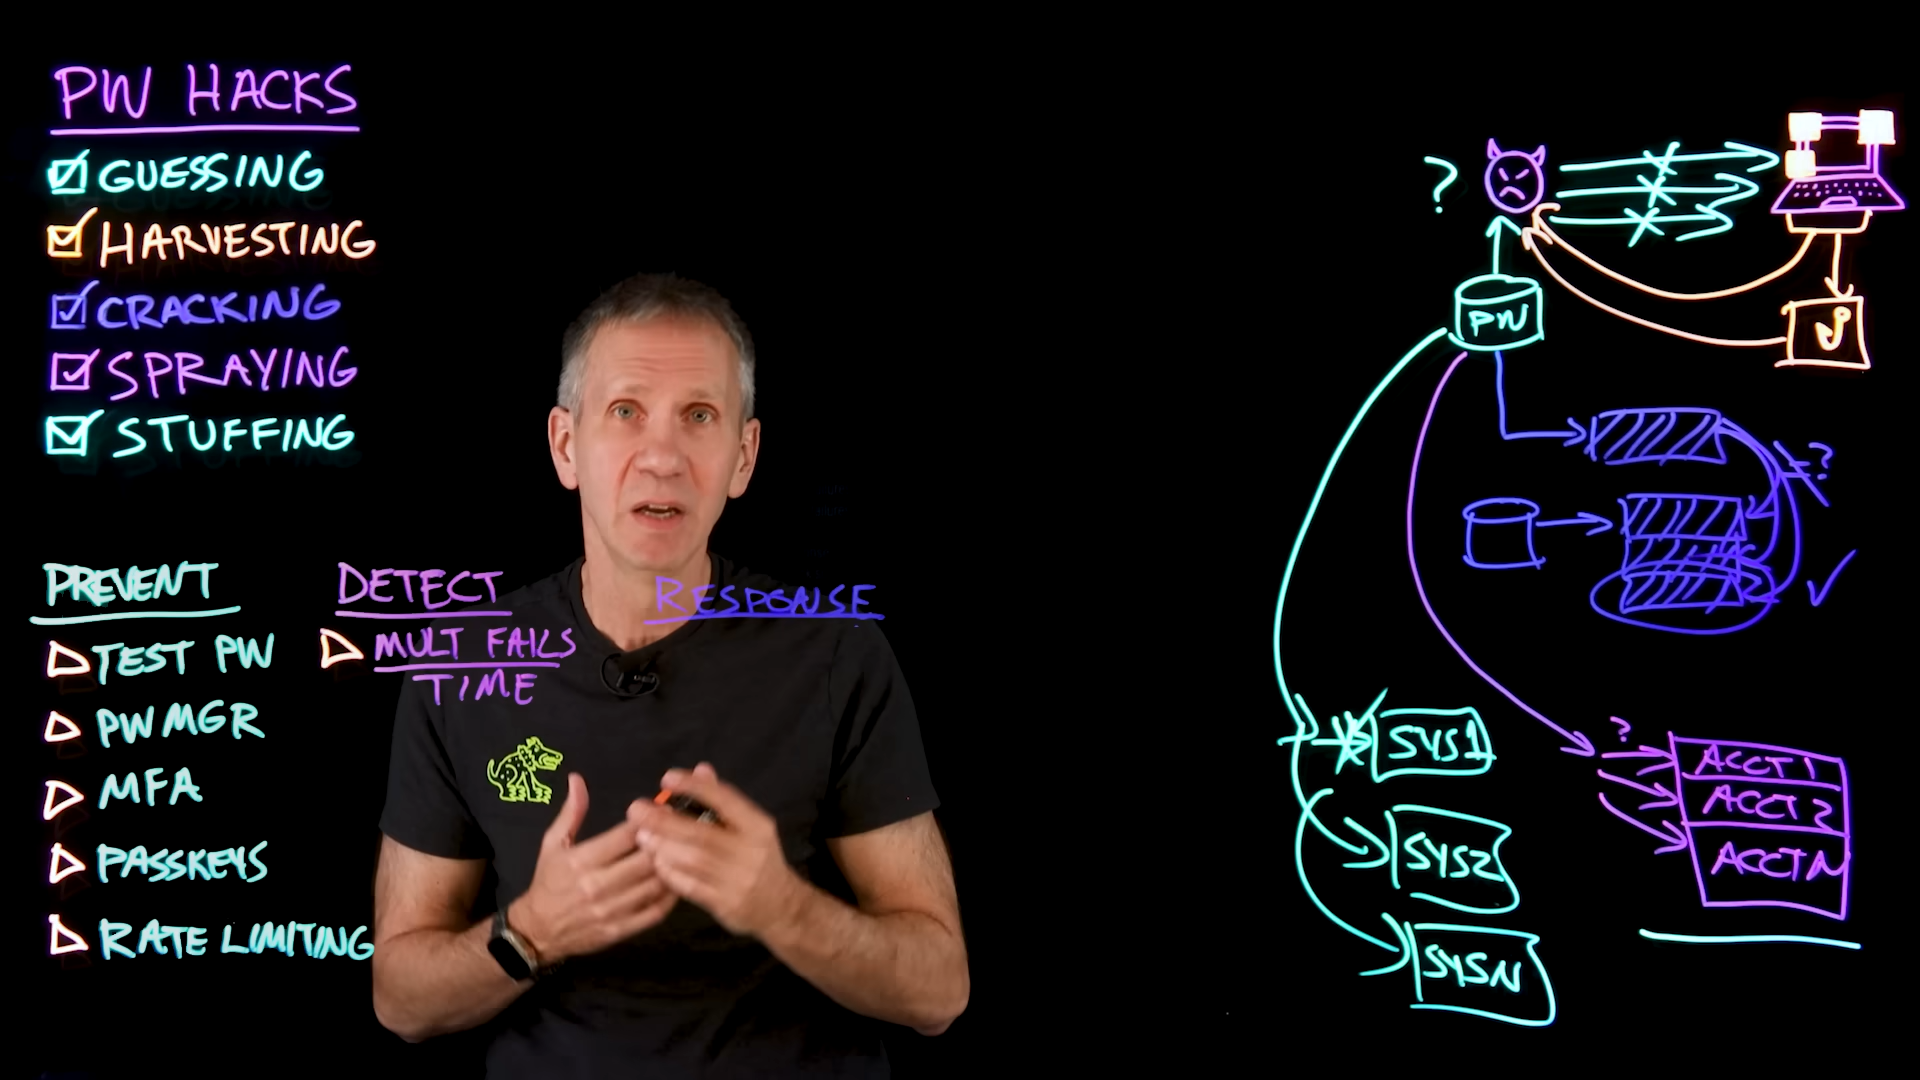 PW HACKS
GUESSING
HARVESTING
CRACKING
SPRAYING
STUFFING
PREVENT
TEST PW
PW MGR
MFA
PASSKEYS
RATE LIMITING
DETECT
MULT FAILS
TIME
RESPONSE
?
PW
?
SYS1
SYS2
SYSN
?
ACCT 1
ACCT 2
ACCT N